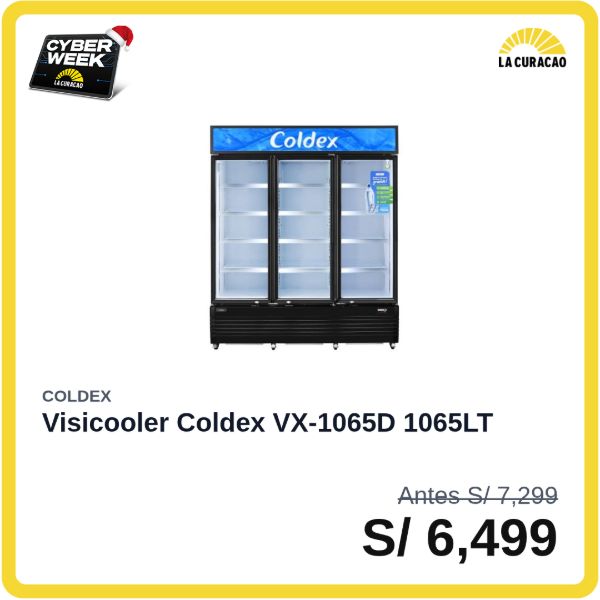 CYBER
WEEK
LA CURACAO
LA CURACAO
Coldex
COLDEX
Visicooler Coldex VX-1065D 1065LT
Antes S/ 7,299
S/ 6,499